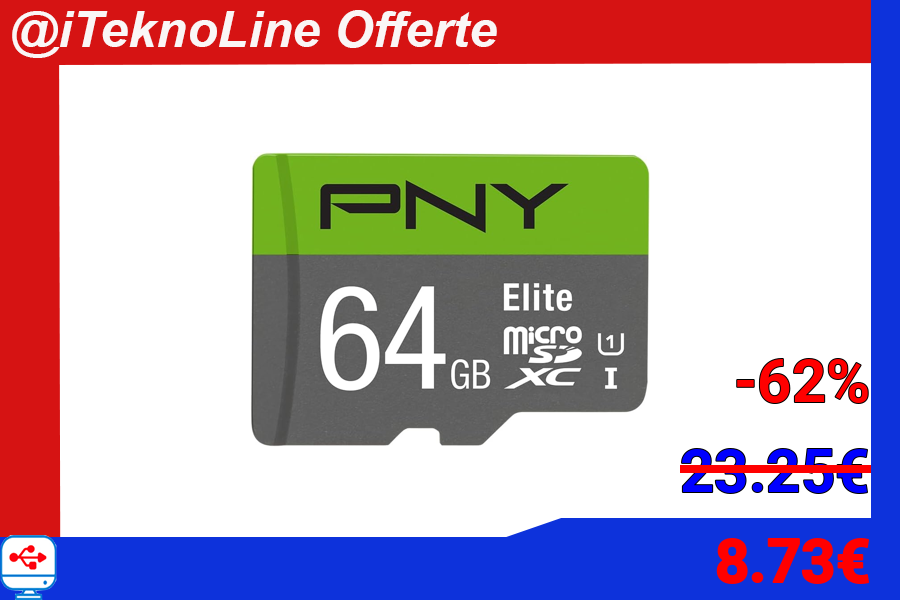 @iTeknoLine Offerte
PNY
64 GB
Elite
micro
SD
XC
1
I
-62%
23.25€
8.73€